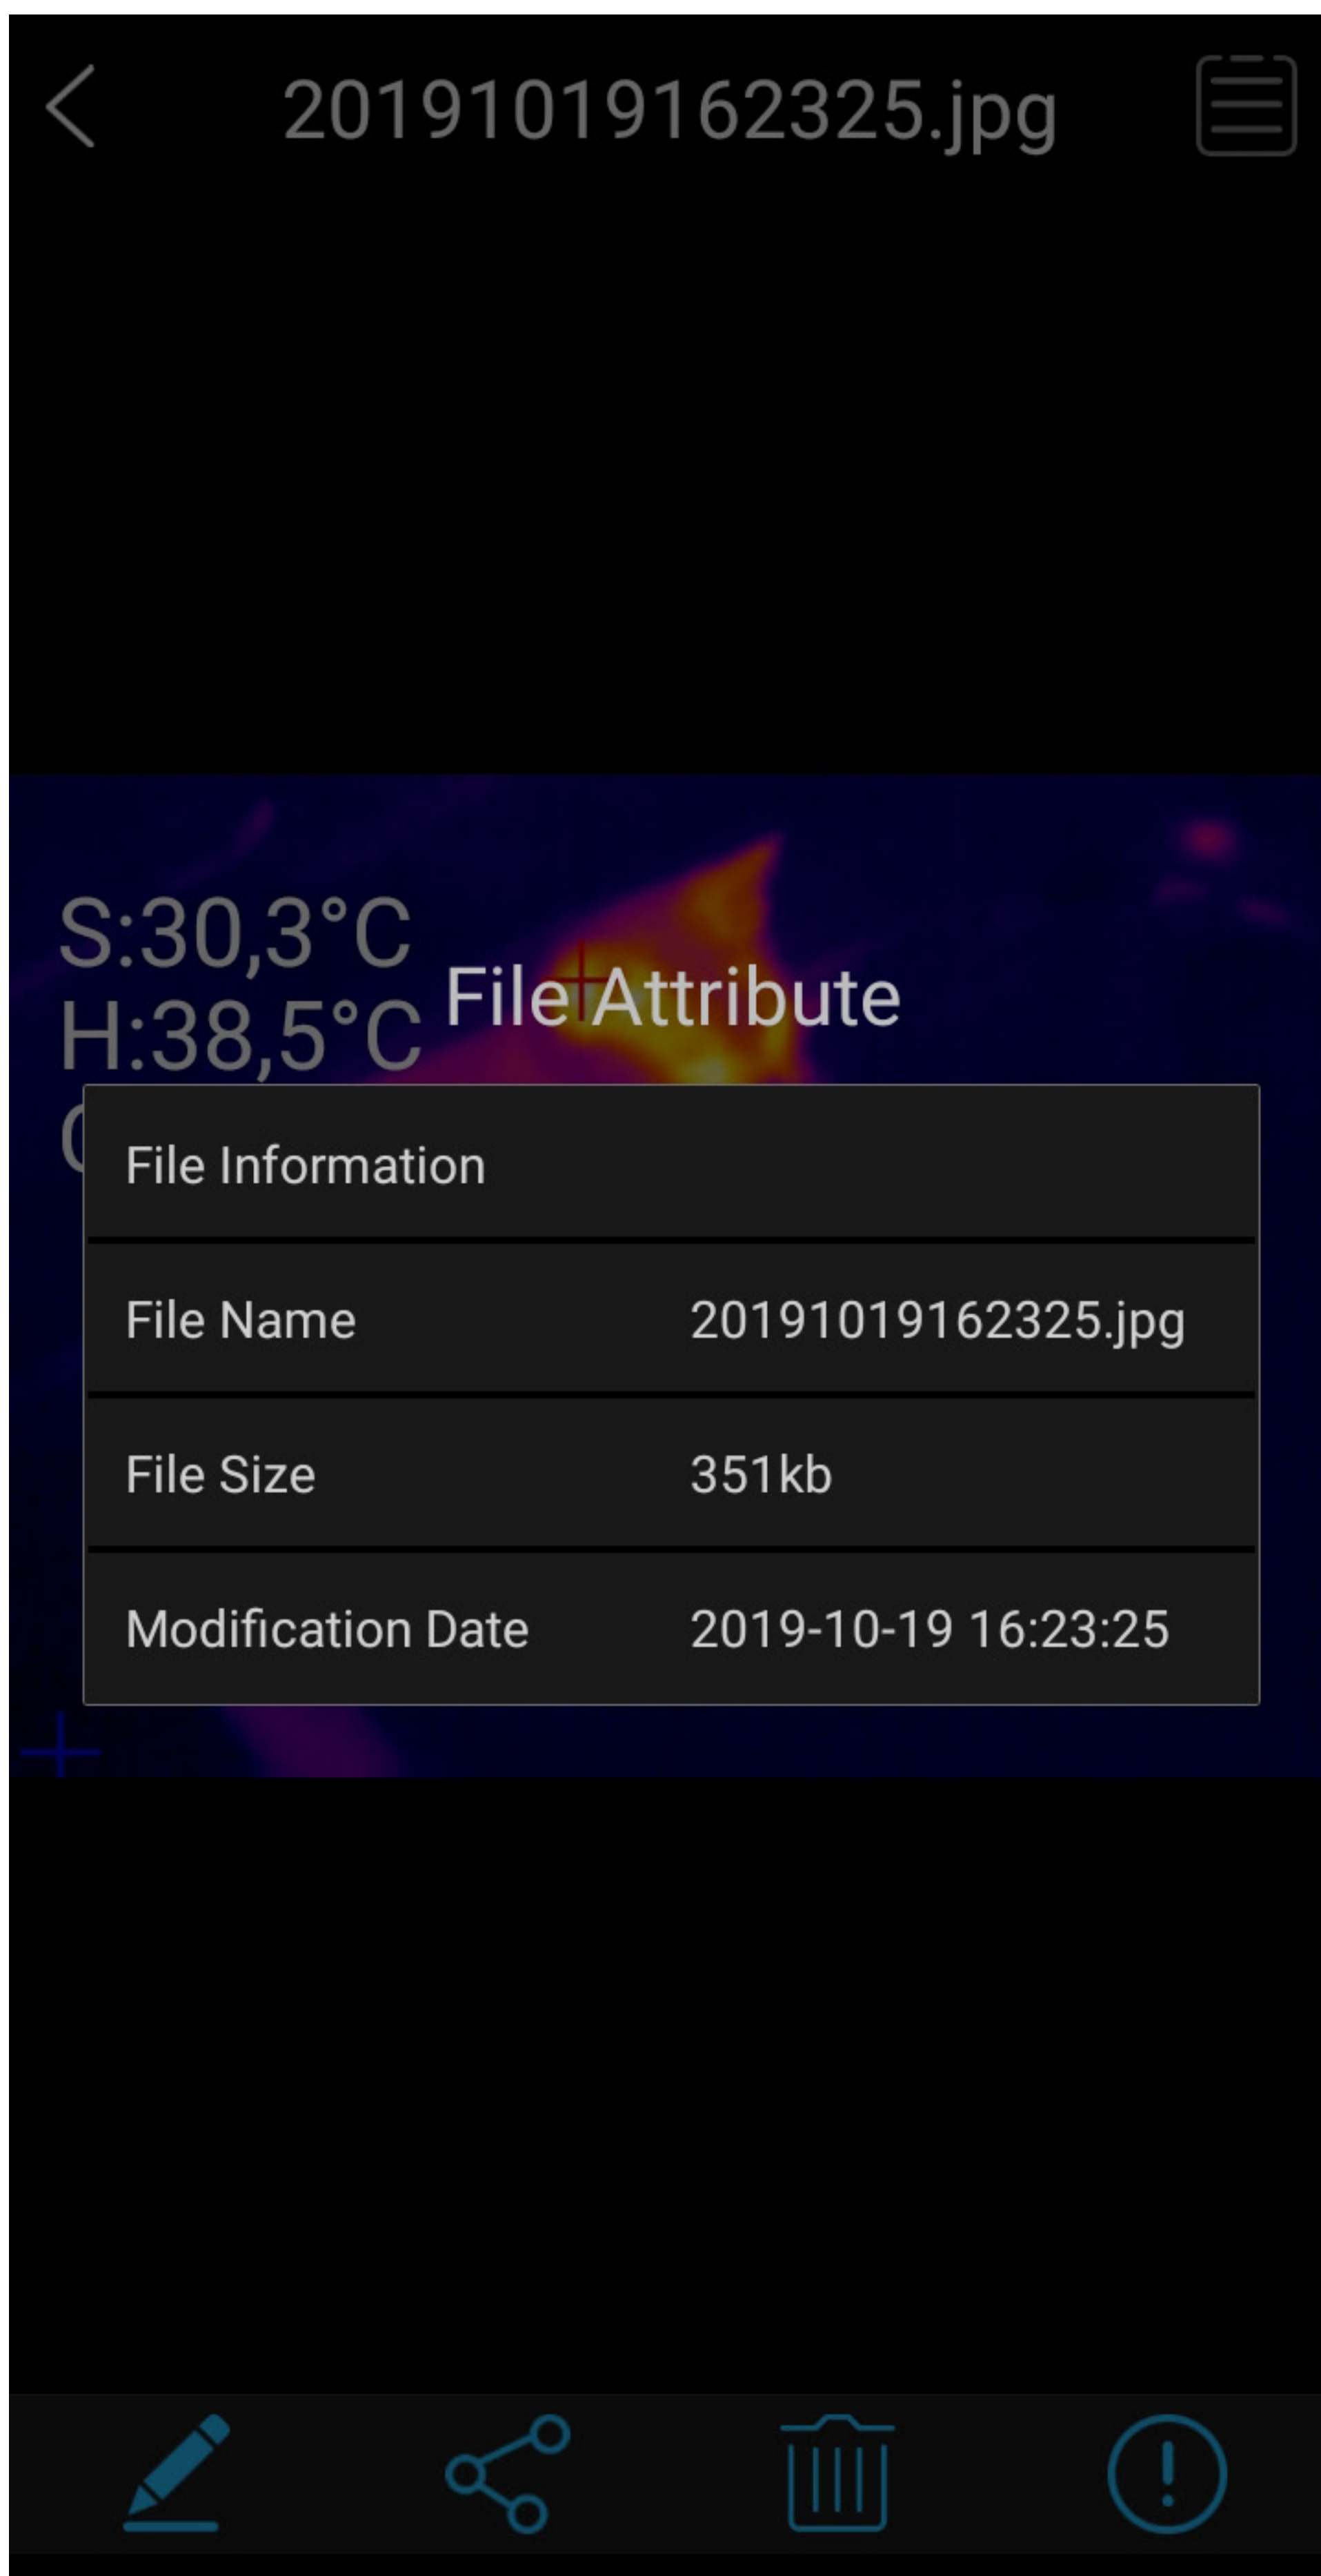 20191019162325.jpg
S:30,3°C
H:38,5°C
File Attribute
File Information
File Name 20191019162325.jpg
File Size 351kb
Modification Date 2019-10-19 16:23:25